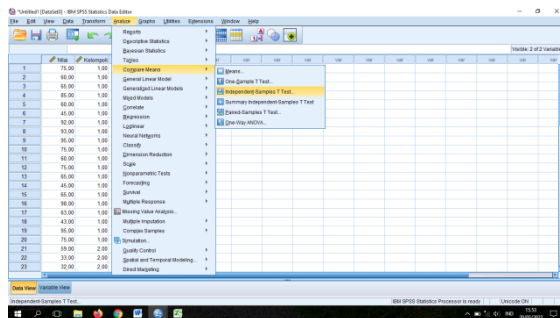 *Untitled1 [DataSet0] - IBM SPSS Statistics Data Editor
File Edit View Data Transform Analyze Graphs Utilities Extensions Window Help
Visible: 2 of 2 Variables
Nilai Kelompok
1 75,00 1,00
2 60,00 1,00
3 65,00 1,00
4 85,00 1,00
5 1,00
6 45,00 1,00
7 92,00 1,00
8 1,00
9 95,00 1,00
10 75,00 1,00
11 60,00 1,00
12 75,00 1,00
13 65,00 1,00
14 45,00 1,00
15 65,00 1,00
16 1,00
17 63,00 1,00
18 43,00 1,00
19 95,00 1,00
20 75,00 1,00
21 2,00
22 33,00 2,00
23 32,00 2,00
Reports
Descriptive Statistics
Bayesian Statistics
Tables
Compare Means
General Linear Model
Generalized Linear Models
Mixed Models
Correlate
Regression
Loglinear
Neural Networks
Classify
Dimension Reduction
Scale
Nonparametric Tests
Forecasting
Survival
Multiple Response
Missing Value Analysis...
Multiple Imputation
Complex Samples
Simulation...
Quality Control
Spatial and Temporal Modeling...
Direct Marketing
Means...
One-Sample T Test...
Independent-Samples T Test...
Summary Independent-Samples T Test
Paired-Samples T Test...
One-Way ANOVA...
Data View Variable View
Independent-Samples T Test...
IBM SPSS Statistics Processor is ready
Unicode:ON
IND
15.53